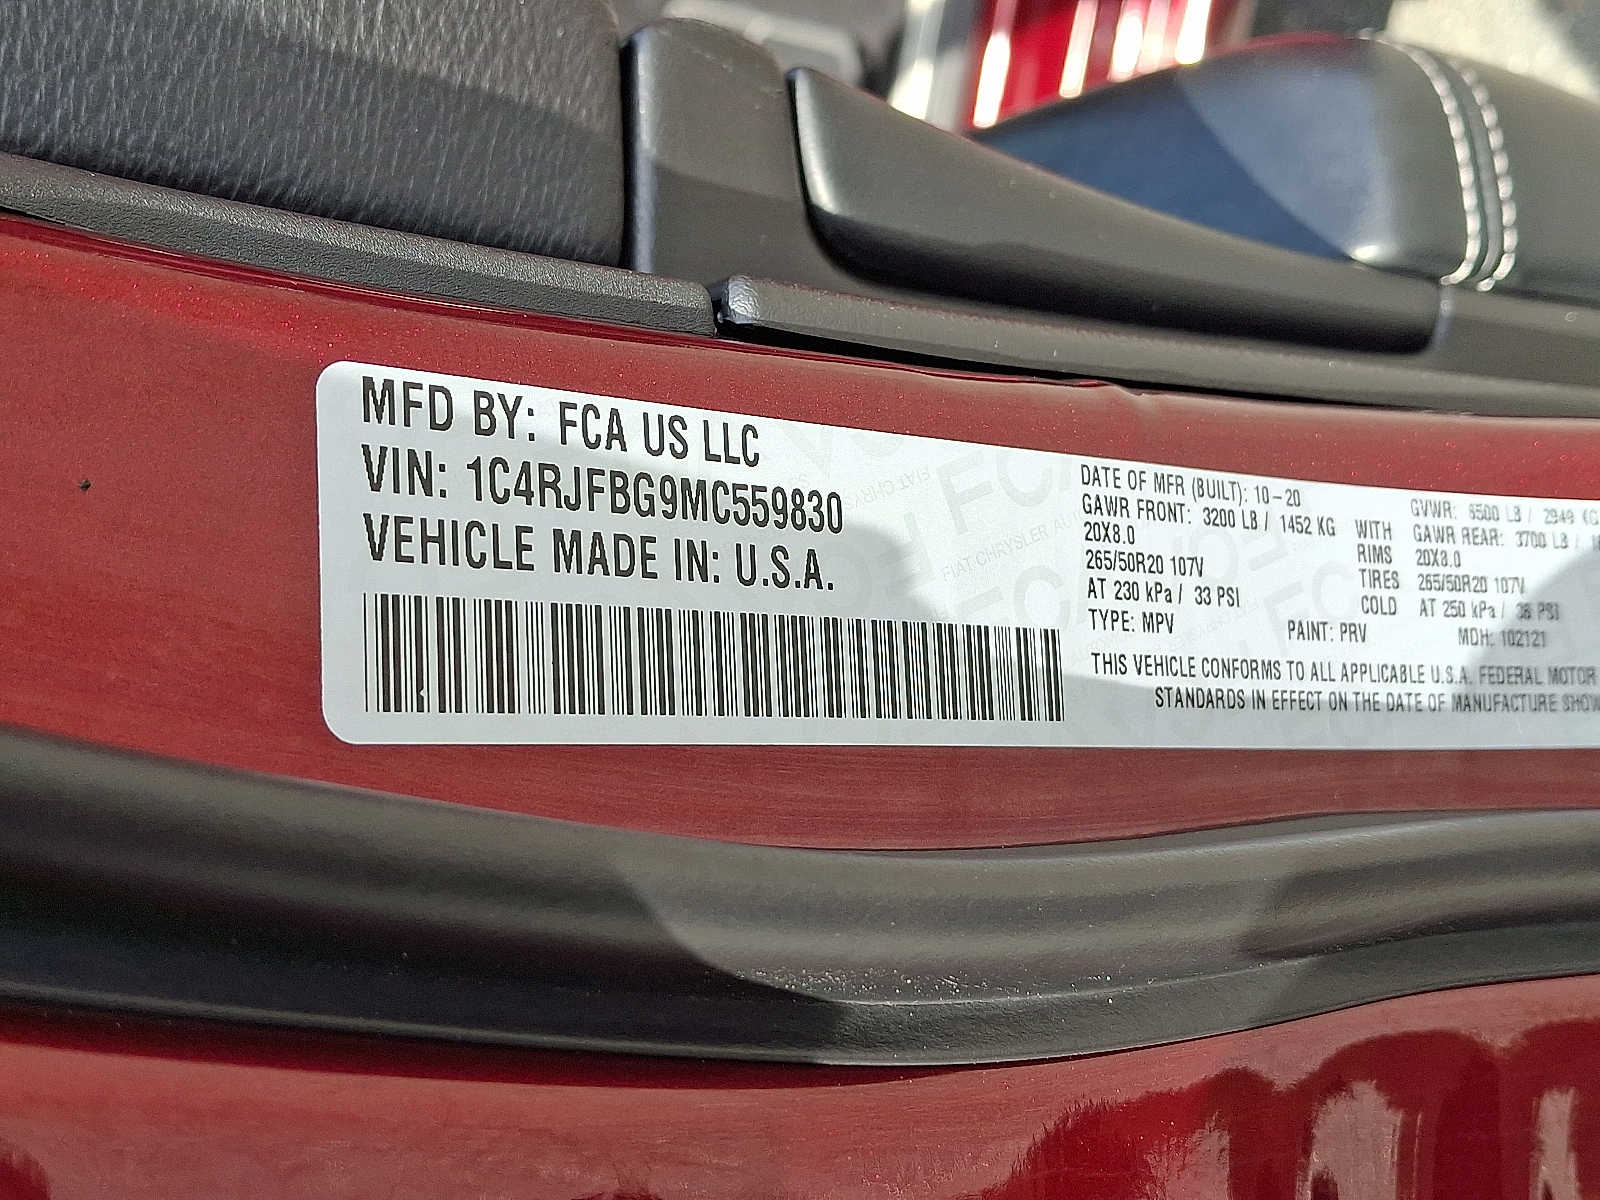 MFD BY: FCA US LLC
VIN: 1C4RJFBG9MC559830
VEHICLE MADE IN: U.S.A.
DATE OF MFR (BUILT): 10-20 GVWR: 6500 LB / 2949 KG
GAWR FRONT: 3200 LB / 1452 KG WITH GAWR REAR: 3700 LB /
20X8.0 RIMS 20X8.0
265/50R20 107V TIRES 265/50R20 107V
AT 230 kPa / 33 PSI COLD AT 250 kPa / 36 PSI
TYPE: MPV PAINT: PRV MDH: 102121
THIS VEHICLE CONFORMS TO ALL APPLICABLE U.S.A. FEDERAL MOTOR
STANDARDS IN EFFECT ON THE DATE OF MANUFACTURE SHOW